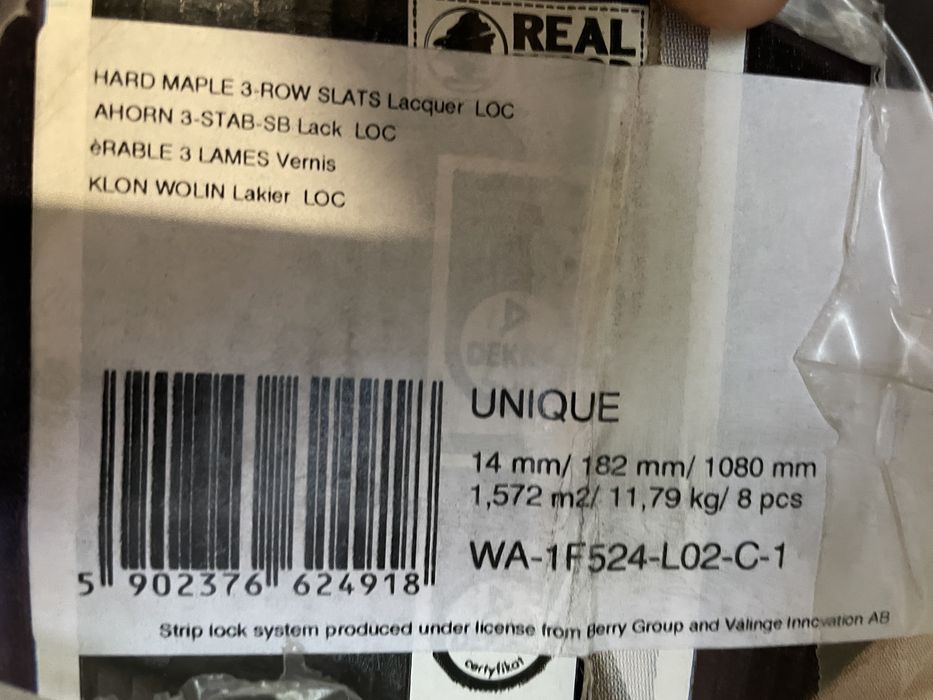 REAL
HARD MAPLE 3-ROW SLATS Lacquer LOC
AHORN 3-STAB-SB Lack LOC
èRABLE 3 LAMES Vernis
KLON WOLIN Lakier LOC
DEK
UNIQUE
14 mm/ 182 mm/ 1080 mm
1,572 m2/ 11,79 kg/ 8 pcs
WA-1F524-L02-C-1
5 902376 624918
Strip lock system produced under license from Berry Group and Valinge Innovation AB
certyfikat